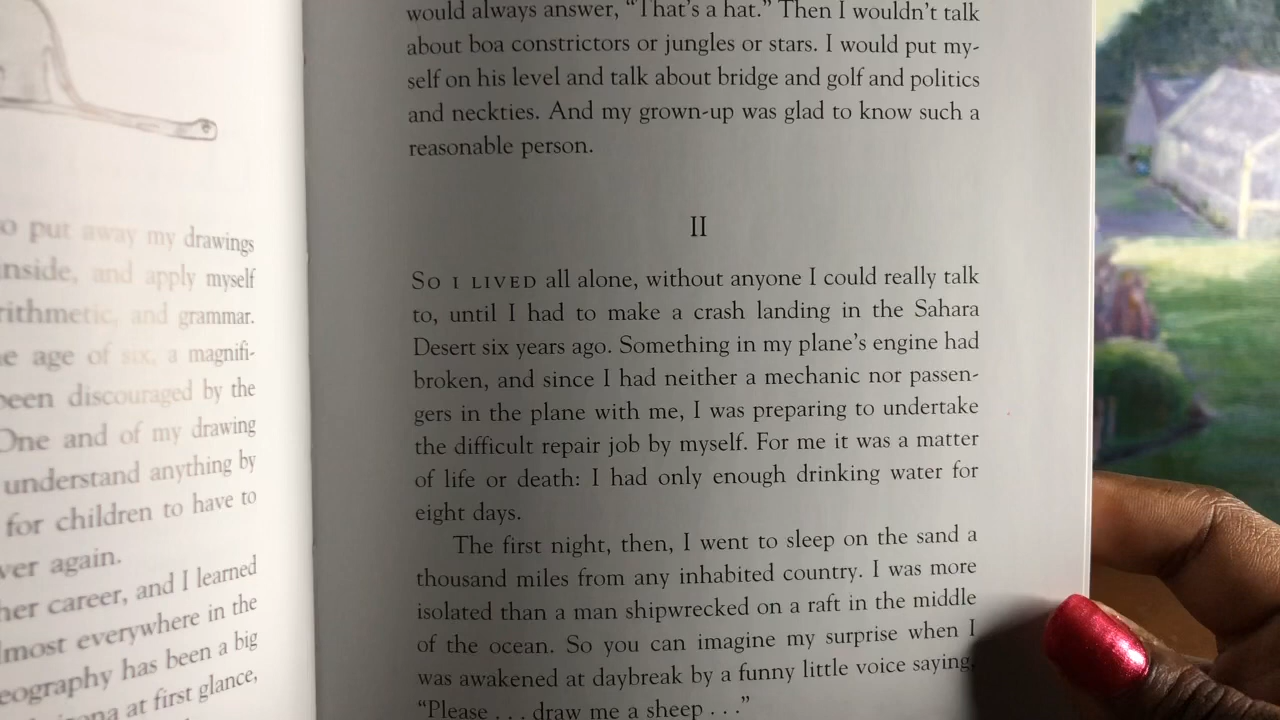 put away my drawings
inside, and apply myself
arithmetic, and grammar.
age of six, a magnifi-
been discouraged by the
One and of my drawing
understand anything by
for children to have to
again.
career, and I learned
everywhere in the
has been a big
at first glance,
would always answer, “That’s a hat.” Then I wouldn’t talk
about boa constrictors or jungles or stars. I would put my-
self on his level and talk about bridge and golf and politics
and neckties. And my grown-up was glad to know such a
reasonable person.
II
SO I LIVED all alone, without anyone I could really talk
to, until I had to make a crash landing in the Sahara
Desert six years ago. Something in my plane’s engine had
broken, and since I had neither a mechanic nor passen-
gers in the plane with me, I was preparing to undertake
the difficult repair job by myself. For me it was a matter
of life or death: I had only enough drinking water for
eight days.
The first night, then, I went to sleep on the sand a
thousand miles from any inhabited country. I was more
isolated than a man shipwrecked on a raft in the middle
of the ocean. So you can imagine my surprise when I
was awakened at daybreak by a funny little voice saying,
“Please . . . draw me a sheep . . .”